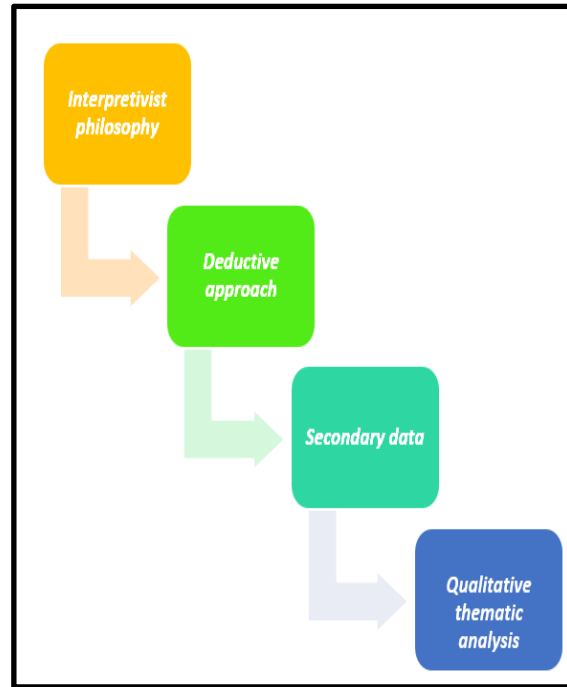 Interpretivist
philosophy
Deductive
approach
Secondary data
Qualitative
thematic
analysis